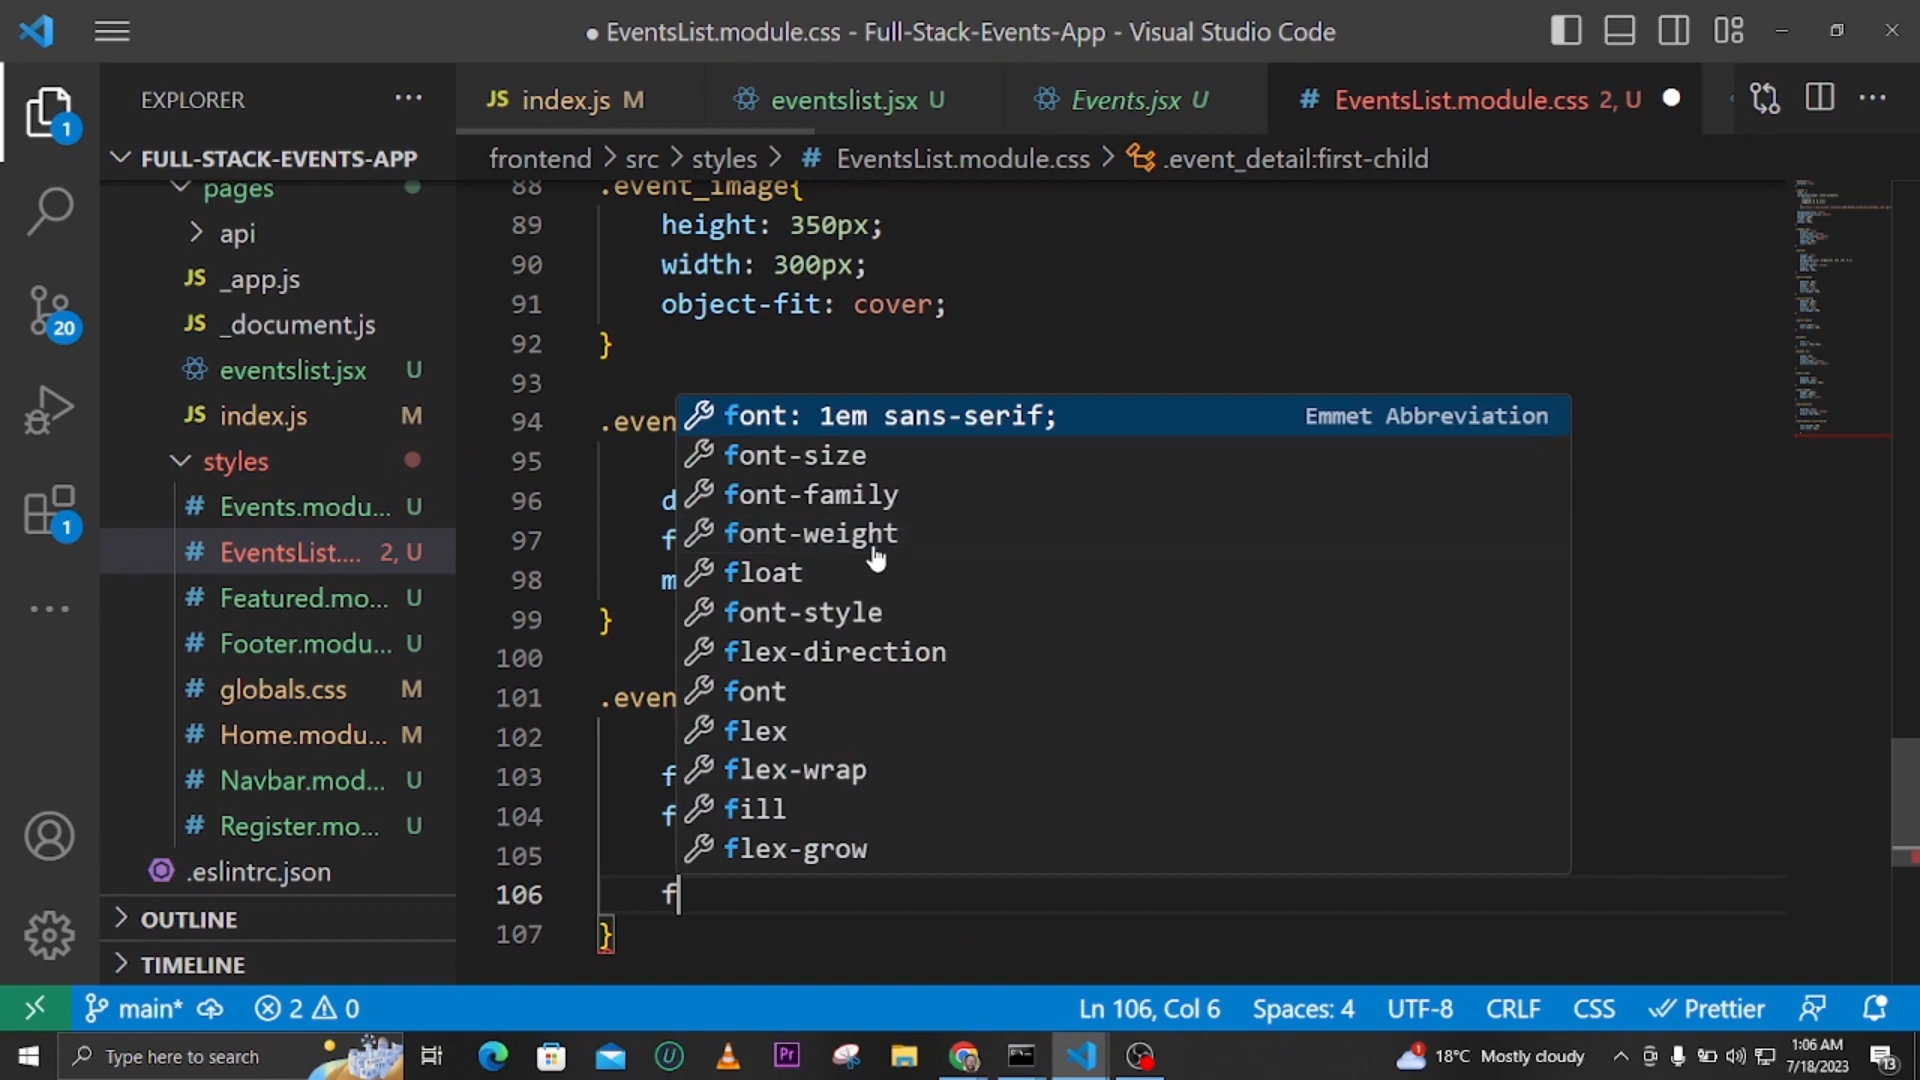 ● EventsList.module.css - Full-Stack-Events-App - Visual Studio Code
EXPLORER
JS index.js M
eventslist.jsx U
Events.jsx U
# EventsList.module.css 2, U
FULL-STACK-EVENTS-APP
frontend > src > styles > # EventsList.module.css > .event_detail:first-child
pages
api
JS _app.js
JS _document.js
eventslist.jsx U
JS index.js M
styles
# Events.modu... U
# EventsList.... 2, U
# Featured.mo... U
# Footer.modu... U
# globals.css M
# Home.modu... M
# Navbar.mod... U
# Register.mo... U
.eslintrc.json
OUTLINE
TIMELINE
88 .event_image{
89 height: 350px;
90 width: 300px;
91 object-fit: cover;
92 }
93
94 .even
95
96 d
97 f
98 m
99 }
100
101 .even
102
103 f
104 f
105
106 f
107 }
font: 1em sans-serif; Emmet Abbreviation
font-size
font-family
font-weight
float
font-style
flex-direction
font
flex
flex-wrap
fill
flex-grow
1
20
1
main* 2 0 Ln 106, Col 6 Spaces: 4 UTF-8 CRLF CSS Prettier
Type here to search
Pr
18°C Mostly cloudy
1:06 AM
7/18/2023
13